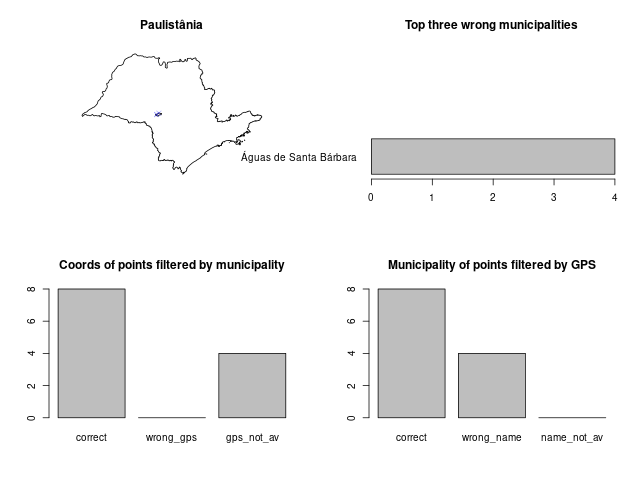 Paulistânia
Top three wrong municipalities
Águas de Santa Bárbara
0 1 2 3 4
Coords of points filtered by municipality
0 2 4 6 8
correct wrong_gps gps_not_av
Municipality of points filtered by GPS
0 2 4 6 8
correct wrong_name name_not_av